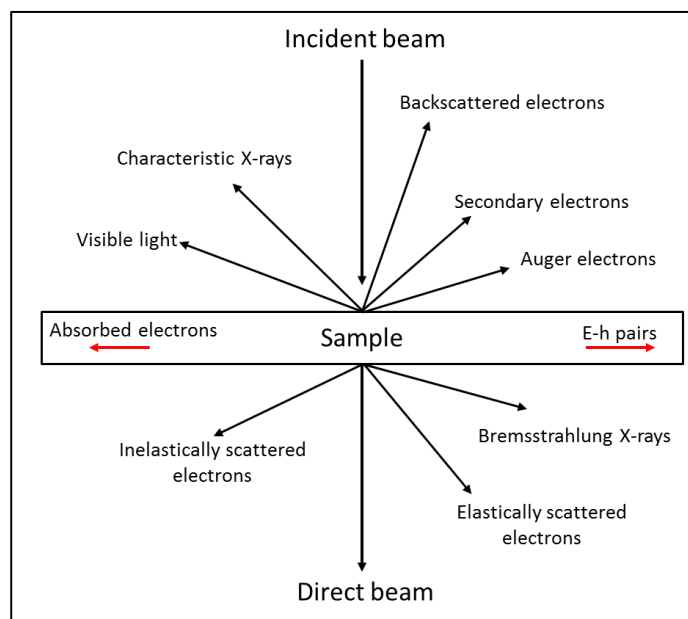 Incident beam
Backscattered electrons
Characteristic X-rays
Secondary electrons
Visible light
Auger electrons
Absorbed electrons
Sample
E-h pairs
Inelastically scattered
electrons
Bremsstrahlung X-rays
Elastically scattered
electrons
Direct beam